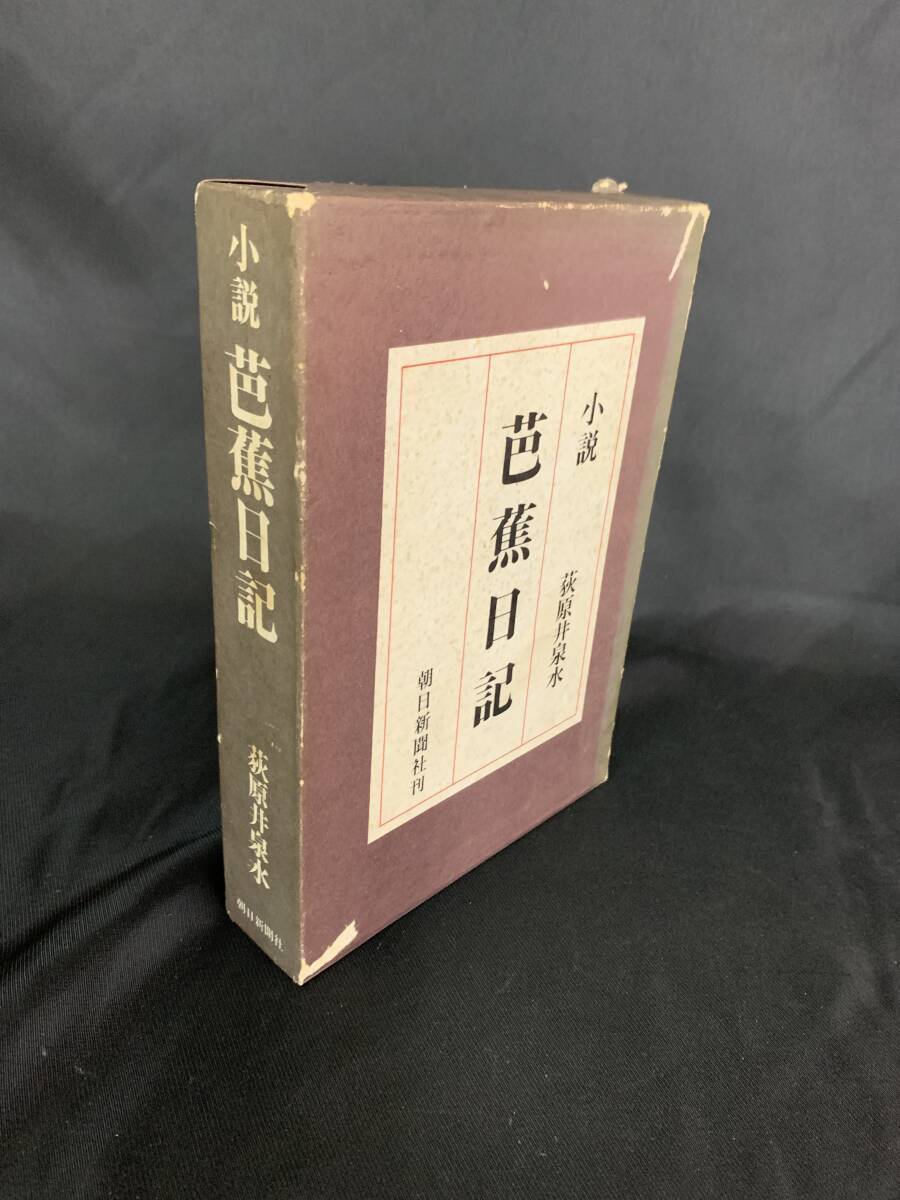 小説
芭蕉日記
荻原井泉水
朝日新聞社
小説
荻原井泉水
芭蕉日記
朝日新聞社刊